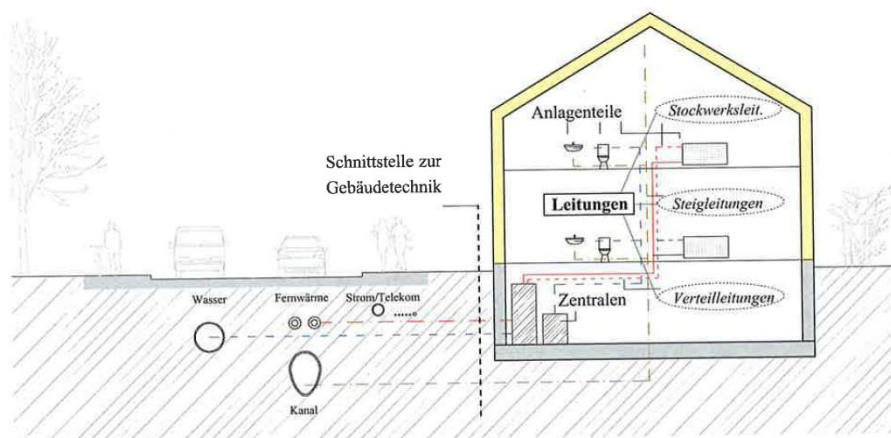 Anlagenteile
Stockwerksleit.
Schnittstelle zur
Gebäudetechnik
Leitungen
Steigleitungen
Wasser
Fernwärme
Strom/Telekom
Zentralen
Verteilleitungen
Kanal